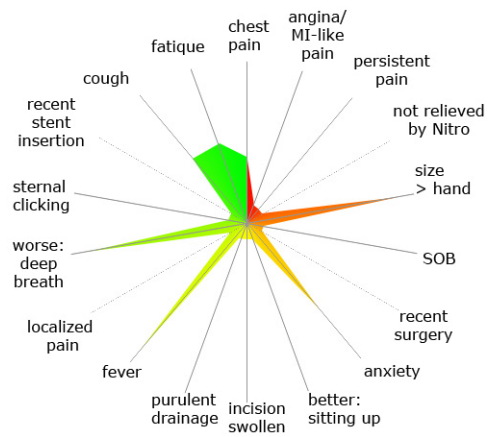 chest
pain
angina/
MI-like
pain
persistent
pain
not relieved
by Nitro
size
> hand
SOB
recent
surgery
anxiety
better:
sitting up
incision
swollen
purulent
drainage
fever
localized
pain
worse:
deep
breath
sternal
clicking
recent
stent
insertion
cough
fatique